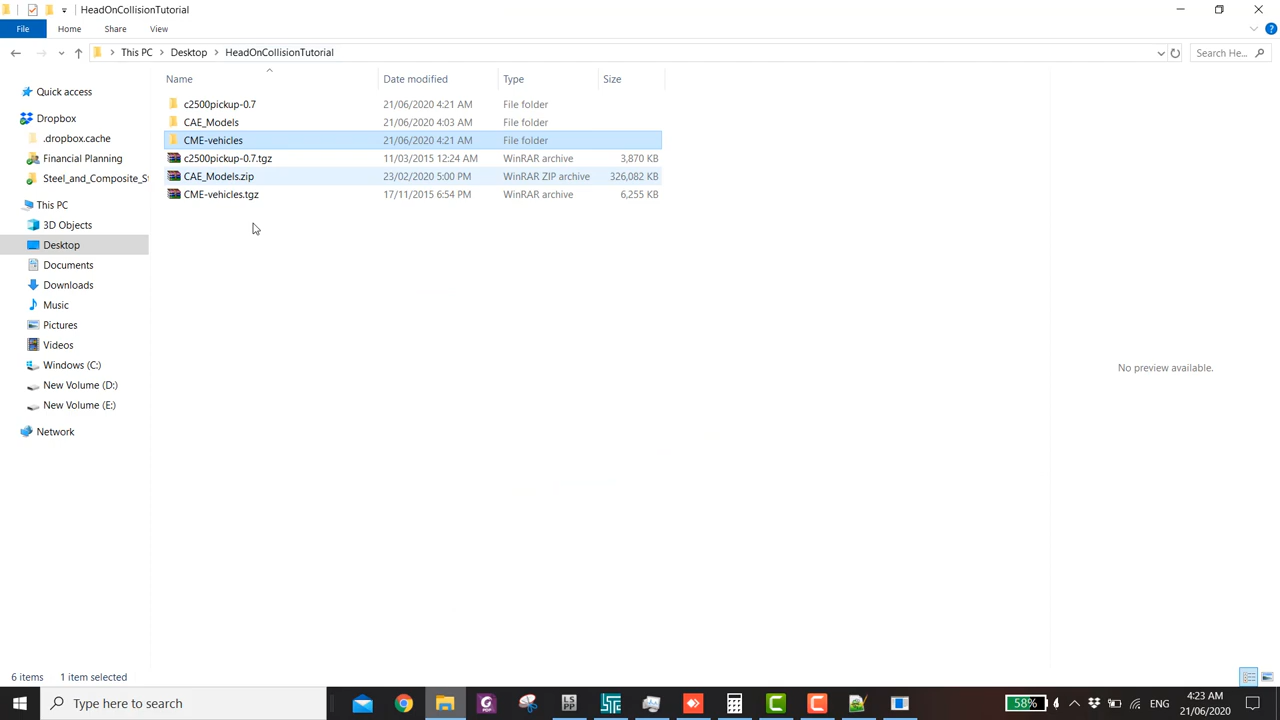 HeadOnCollisionTutorial
File Home Share View
This PC Desktop HeadOnCollisionTutorial Search He...
Name Date modified Type Size
Quick access
Dropbox
.dropbox.cache
Financial Planning
Steel_and_Composite_St
This PC
3D Objects
Desktop
Documents
Downloads
Music
Pictures
Videos
Windows (C:)
New Volume (D:)
New Volume (E:)
Network
c2500pickup-0.7 21/06/2020 4:21 AM File folder
CAE_Models 21/06/2020 4:03 AM File folder
CME-vehicles 21/06/2020 4:21 AM File folder
c2500pickup-0.7.tgz 11/03/2015 12:24 AM WinRAR archive 3,870 KB
CAE_Models.zip 23/02/2020 5:00 PM WinRAR ZIP archive 326,082 KB
CME-vehicles.tgz 17/11/2015 6:54 PM WinRAR archive 6,255 KB
No preview available.
6 items 1 item selected
Type here to search
58% ENG 4:23 AM
21/06/2020